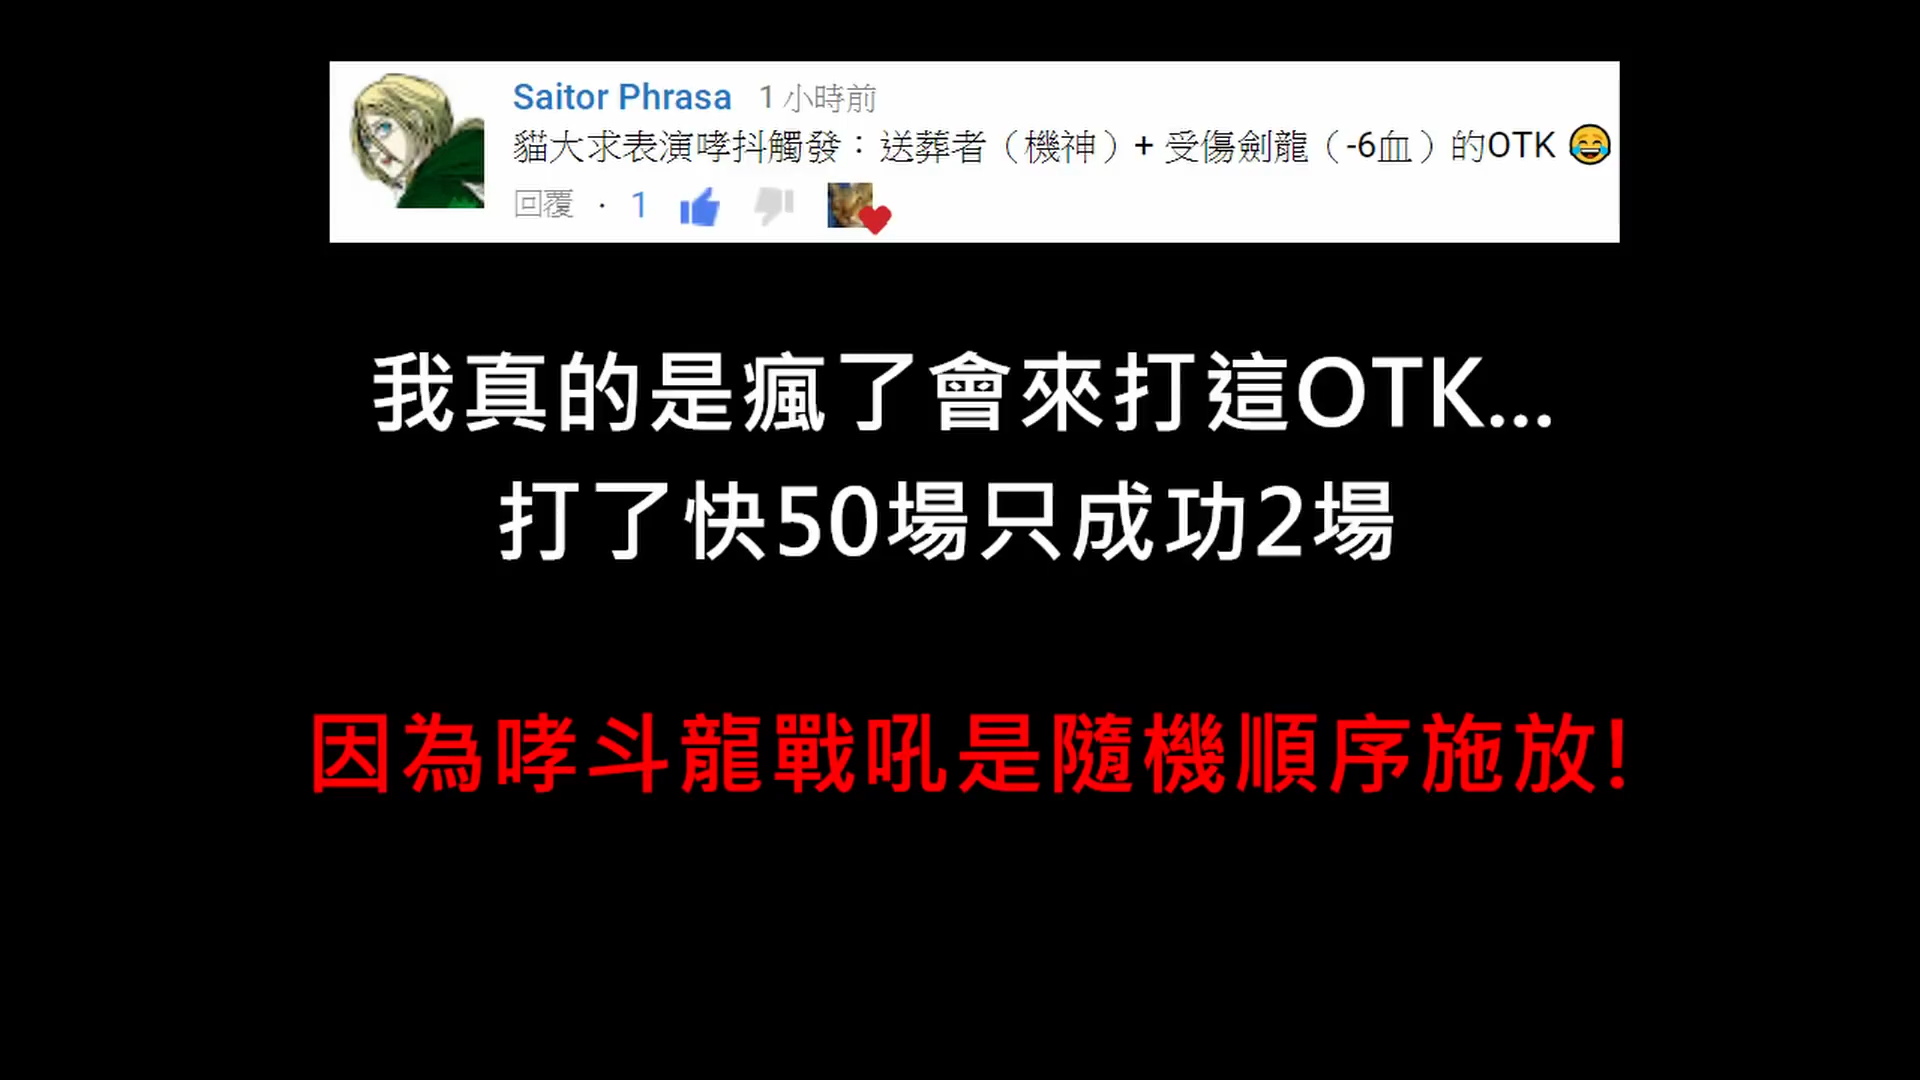 Saitor Phrasa 1 小時前
貓大求表演哮抖觸發：送葬者（機神）+ 受傷劍龍（-6血）的OTK 😂
回覆 · 1
我真的是瘋了會來打這OTK...
打了快50場只成功2場
因為哮斗龍戰吼是隨機順序施放!